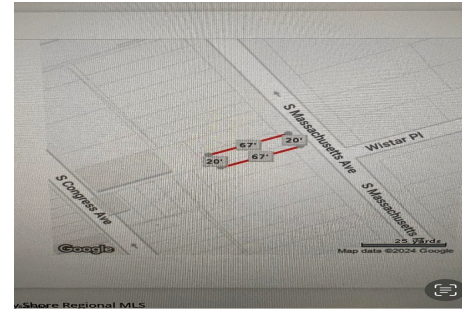 S Massachusetts Ave
67'
20'
Wistar Pl
20'
67'
S Congress Ave
S Massachusetts
25 Yards
Google
Map data ©2024 Google
Shore Regional MLS